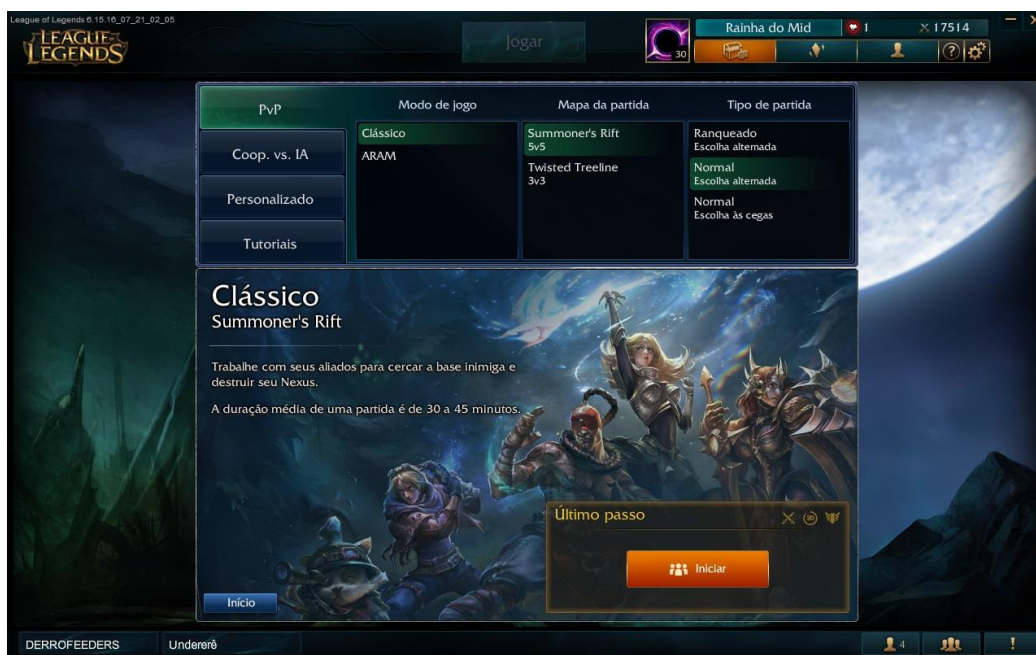 League of Legends 6.15.16_07_21_02_05
LEAGUE OF
LEGENDS
Jogar
30
Rainha do Mid
1
17514
PvP
Coop. vs. IA
Personalizado
Tutoriais
Modo de jogo
Clássico
ARAM
Mapa da partida
Summoner's Rift
5v5
Twisted Treeline
3v3
Tipo de partida
Ranqueado
Escolha alternada
Normal
Escolha alternada
Normal
Escolha às cegas
Clássico
Summoner's Rift
Trabalhe com seus aliados para cercar a base inimiga e
destruir seu Nexus.
A duração média de uma partida é de 30 a 45 minutos.
Último passo
30
Iniciar
Início
DERROFEEDERS
Undererê
4